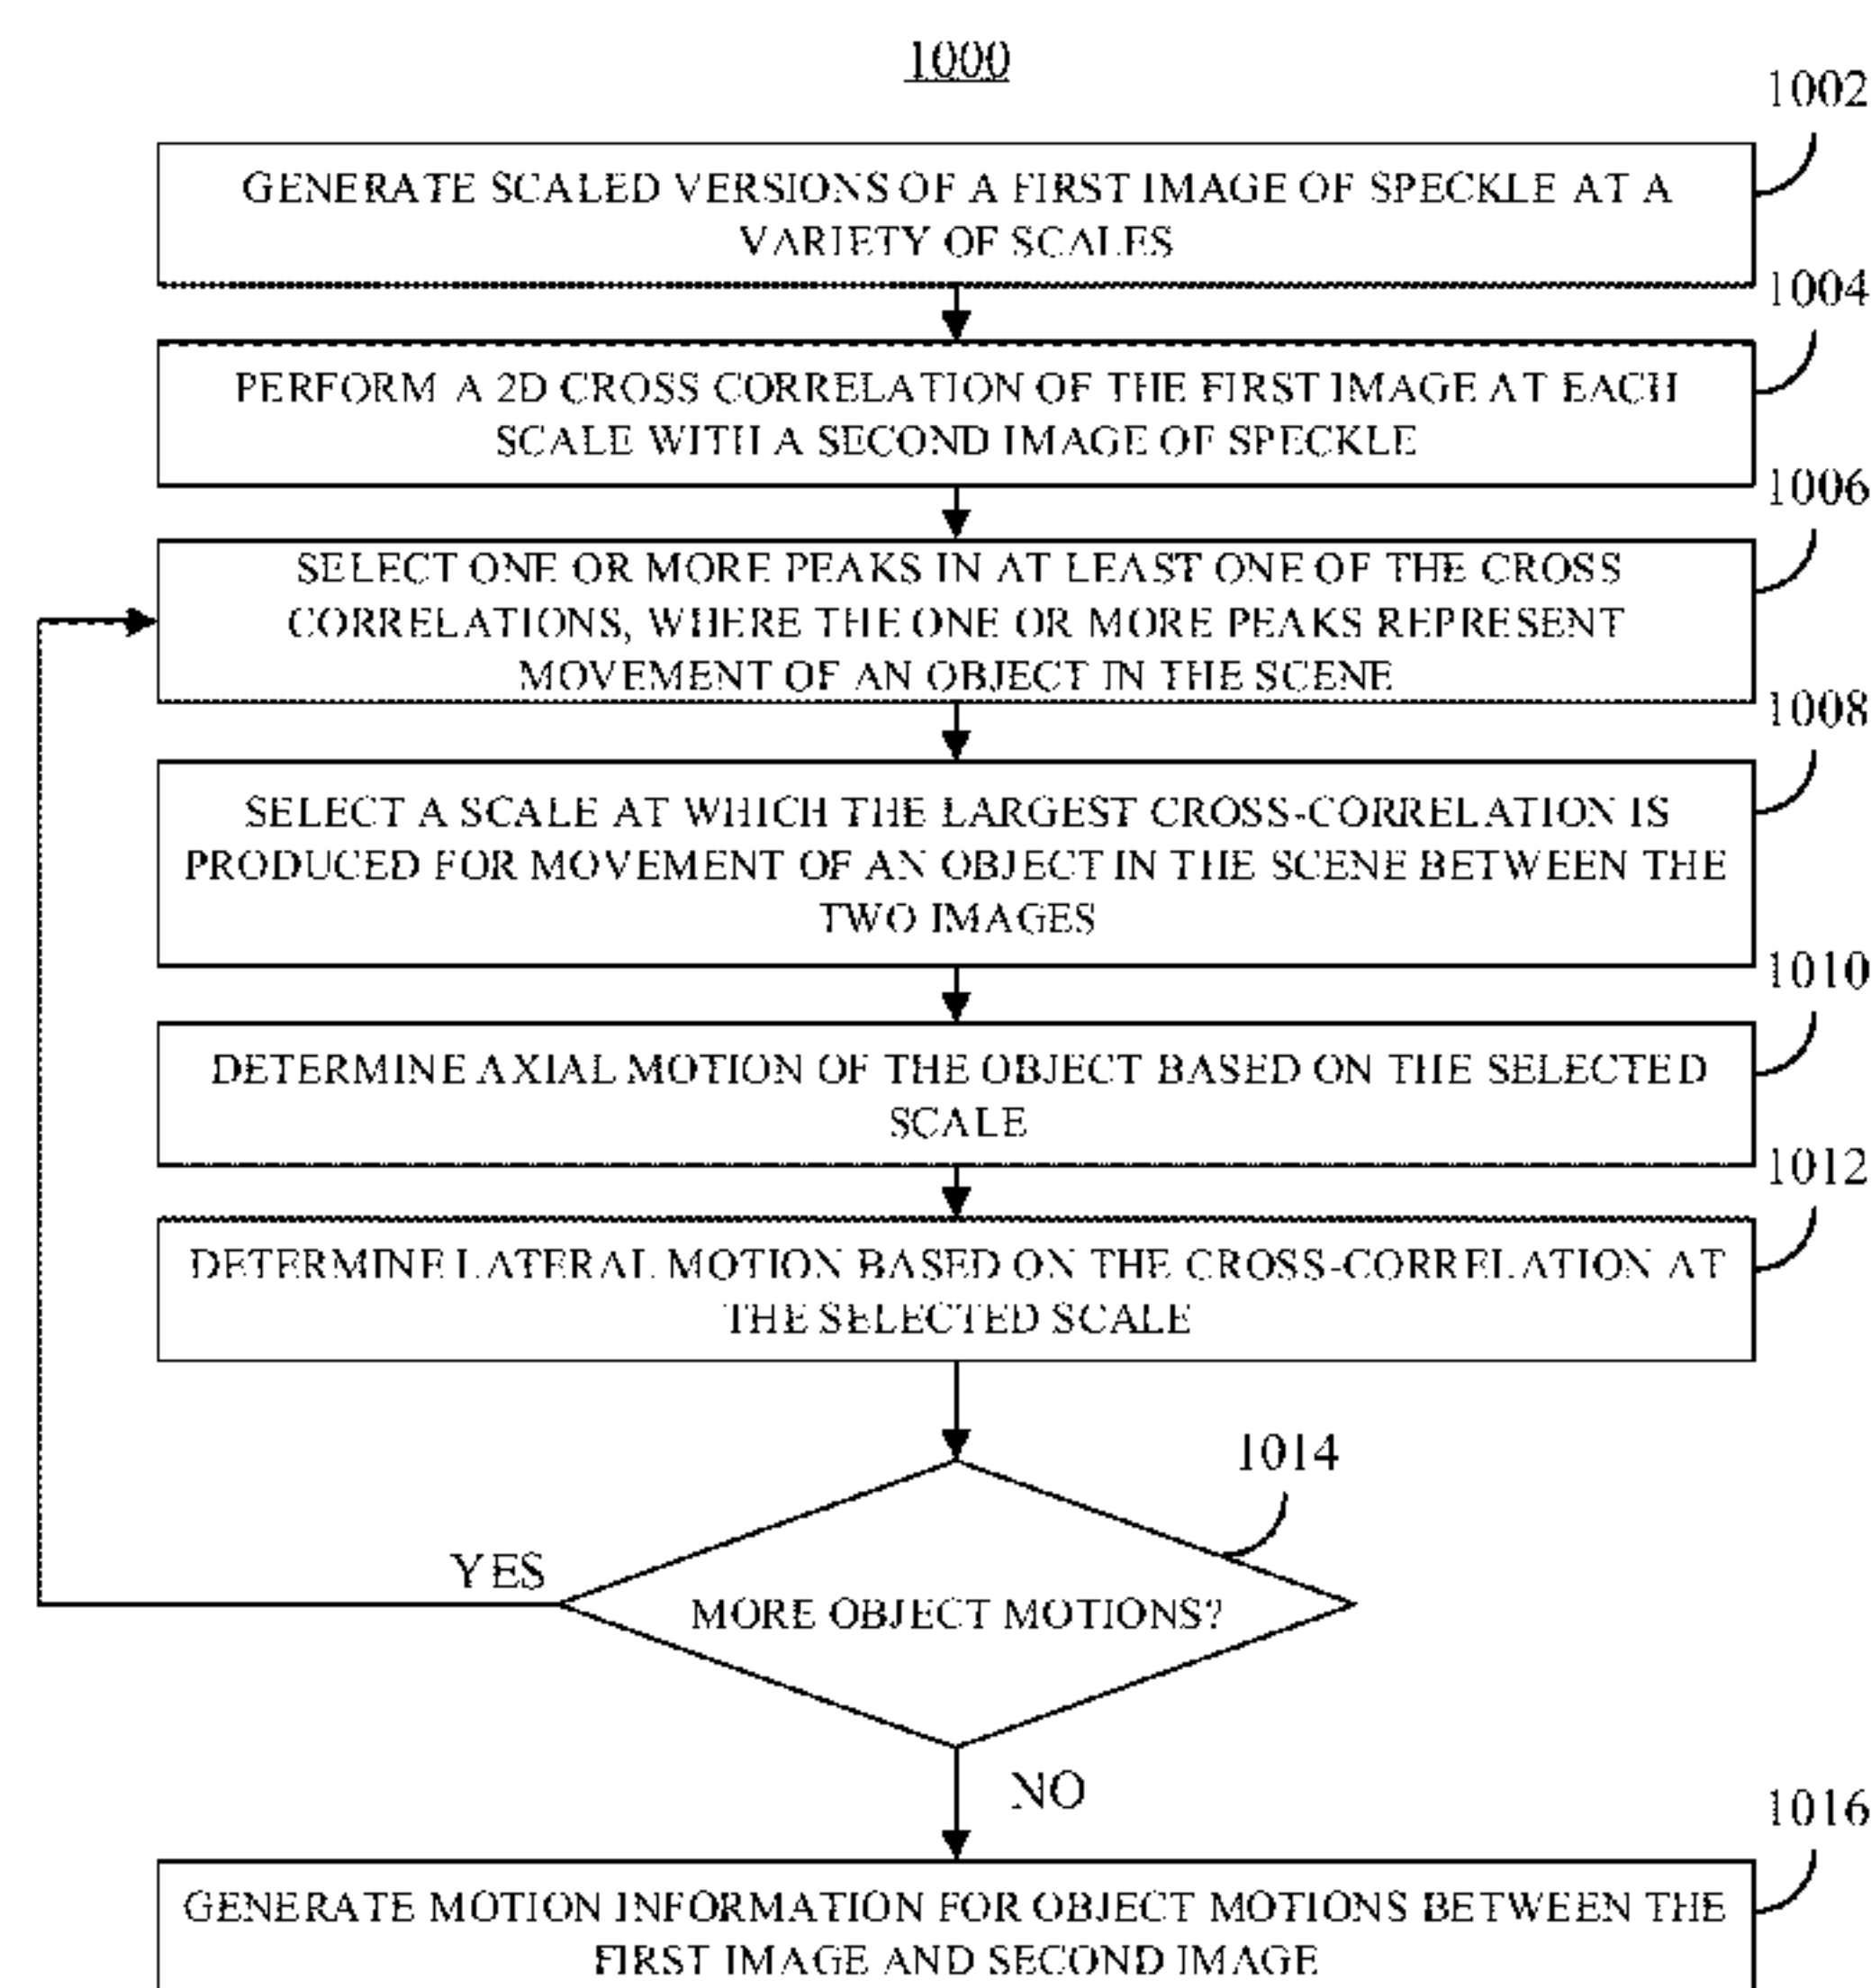 1000
1002
GENERATE SCALED VERSIONS OF A FIRST IMAGE OF SPECKLE AT A
VARIETY OF SCALES
1004
PERFORM A 2D CROSS CORRELATION OF THE FIRST IMAGE AT EACH
SCALE WITH A SECOND IMAGE OF SPECKLE
1006
SELECT ONE OR MORE PEAKS IN AT LEAST ONE OF THE CROSS
CORRELATIONS, WHERE THE ONE OR MORE PEAKS REPRESENT
MOVEMENT OF AN OBJECT IN THE SCENE
1008
SELECT A SCALE AT WHICH THE LARGEST CROSS-CORRELATION IS
PRODUCED FOR MOVEMENT OF AN OBJECT IN THE SCENE BETWEEN THE
TWO IMAGES
1010
DETERMINE AXIAL MOTION OF THE OBJECT BASED ON THE SELECTED
SCALE
1012
DETERMINE LATERAL MOTION BASED ON THE CROSS-CORRELATION AT
THE SELECTED SCALE
1014
YES
MORE OBJECT MOTIONS?
NO
1016
GENERATE MOTION INFORMATION FOR OBJECT MOTIONS BETWEEN THE
FIRST IMAGE AND SECOND IMAGE